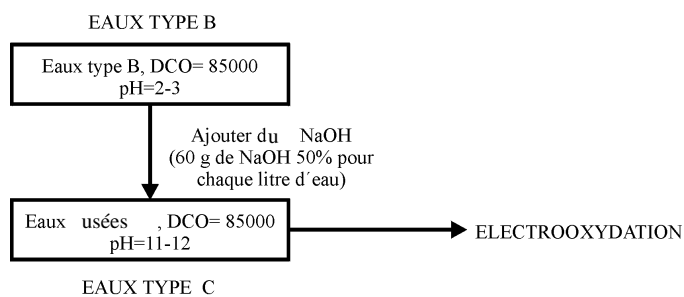 EAUX TYPE B
Eaux type B, DCO= 85000
pH=2-3
Ajouter du NaOH
(60 g de NaOH 50% pour
chaque litre d´eau)
Eaux usées , DCO= 85000
pH=11-12
ELECTROOXYDATION
EAUX TYPE C